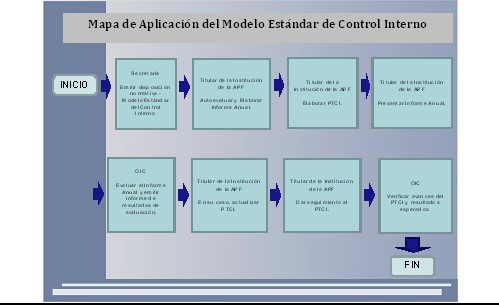 Mapa de Aplicación del Modelo Estándar de Control Interno
INICIO
Secretaría
Emitir disposición
normativa -
Modelo Estándar
del Control
Interno
Titular de la Institución
de la APF
Autoevaluar y Elaborar
Informe Anual.
Titular de la
Institución de la APF
Elaborar PTCI.
Titular de la Institución
de la APF
Presentar Informe Anual.
OIC
Evaluar el Informe
Anual y emitir
informe de
resultados de
evaluación.
Titular de la Institución
de la APF
En su caso, actualizar
PTCI.
Titular de la Institución
de la APF
Dar seguimiento al
PTCI.
OIC
Verificar avances del
PTCI y resultados
esperados
FIN